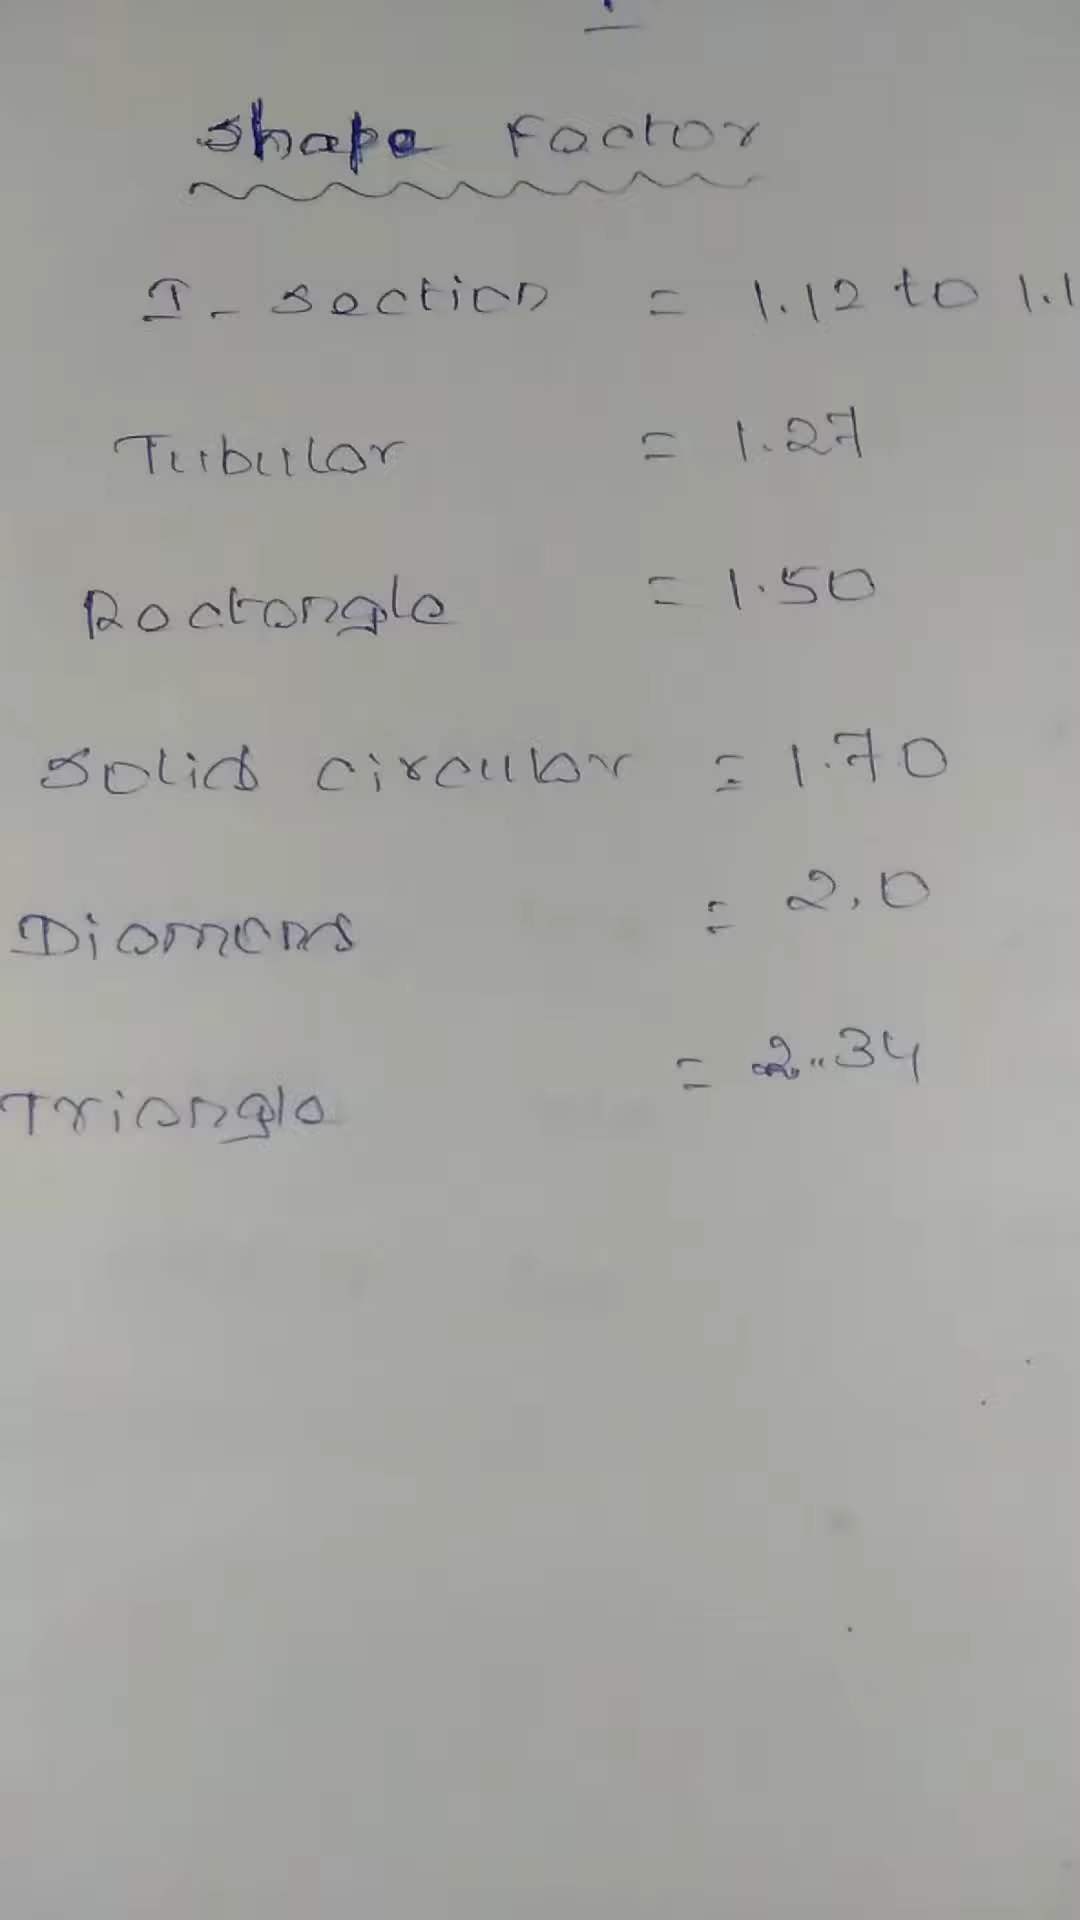 Shape Factor
I - Section = 1.12 to 1.1
Tubular = 1.27
Rectangle = 1.50
Solid circular = 1.70
Diamond = 2.0
Triangle = 2.34